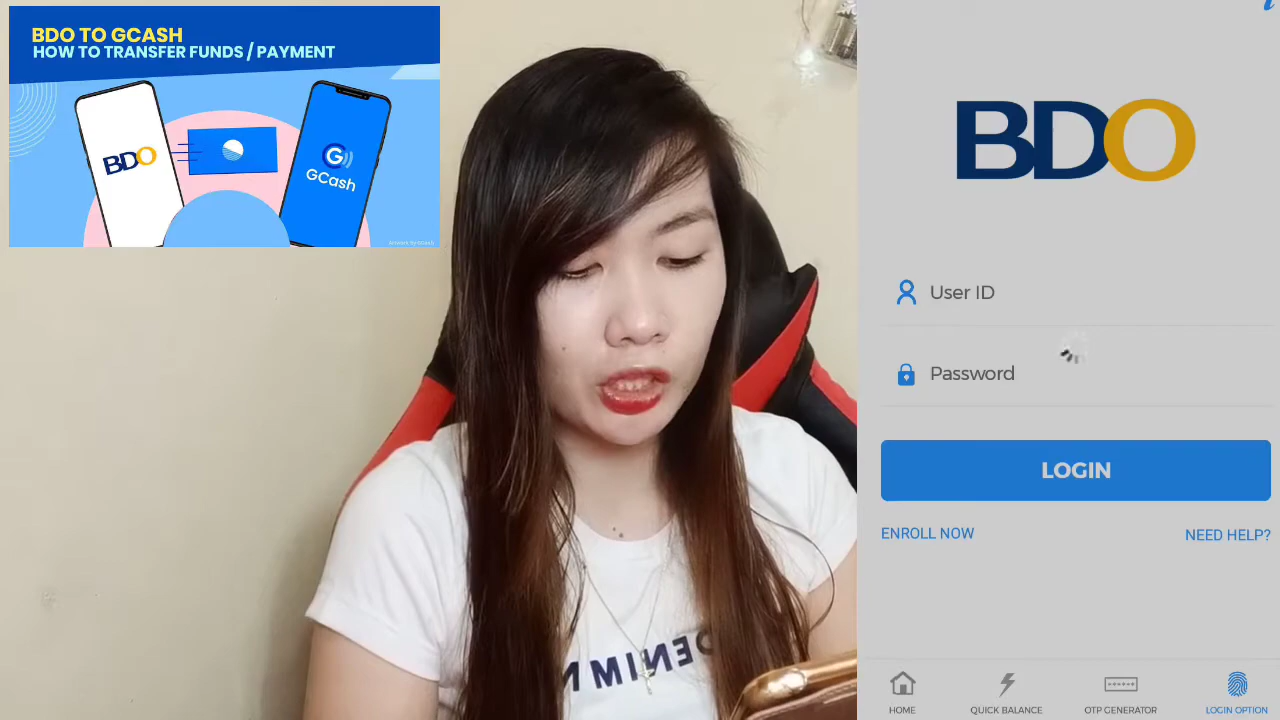 BDO TO GCASH
HOW TO TRANSFER FUNDS / PAYMENT
BDO
G
GCash
BDO
User ID
Password
LOGIN
ENROLL NOW
NEED HELP?
HOME
QUICK BALANCE
OTP GENERATOR
LOGIN OPTION
DENIM